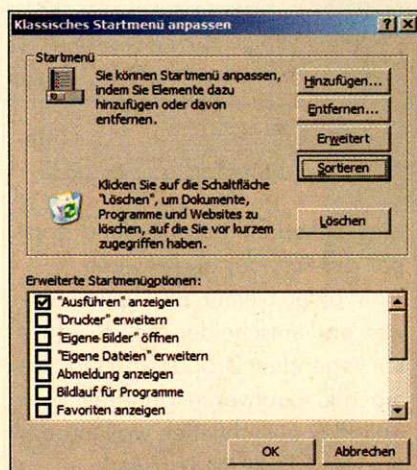 Klassisches Startmenü anpassen
Startmenü
Sie können Startmenü anpassen,
indem Sie Elemente dazu
hinzufügen oder davon
entfernen.
Hinzufügen...
Entfernen...
Erweitert
Sortieren
Klicken Sie auf die Schaltfläche
"Löschen", um Dokumente,
Programme und Websites zu
löschen, auf die Sie vor kurzem
zugegriffen haben.
Löschen
Erweiterte Startmenüoptionen:
"Ausführen" anzeigen
"Drucker" erweitern
"Eigene Bilder" öffnen
"Eigene Dateien" erweitern
Abmeldung anzeigen
Bildlauf für Programme
Favoriten anzeigen
OK
Abbrechen